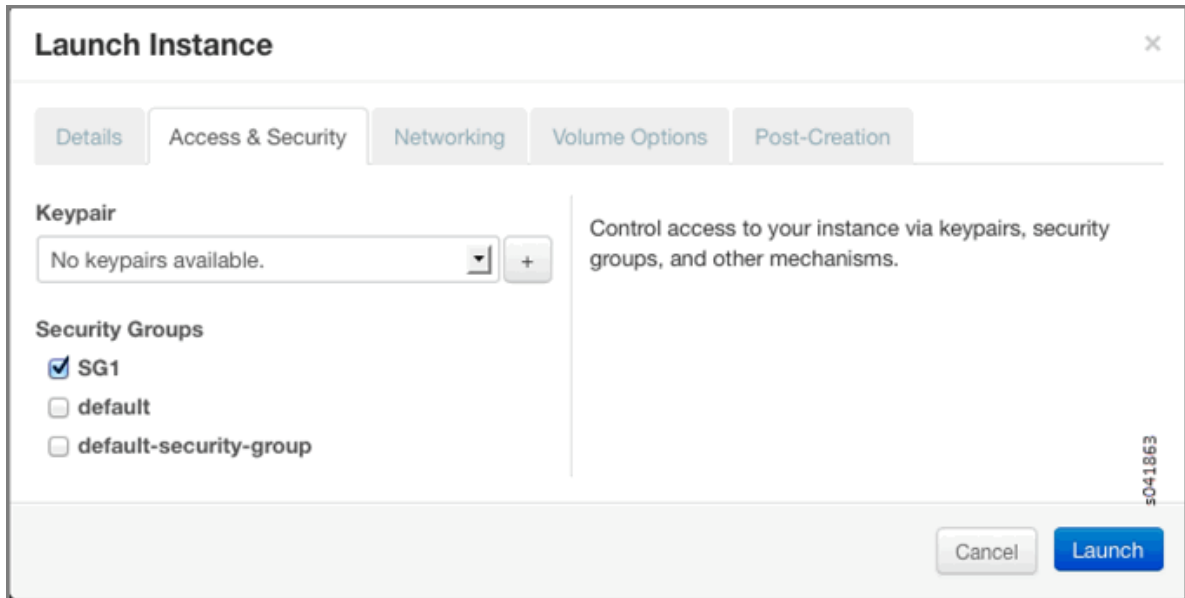 Launch Instance
×
Details
Access & Security
Networking
Volume Options
Post-Creation
Keypair
No keypairs available.
+
Security Groups
SG1
default
default-security-group
Control access to your instance via keypairs, security
groups, and other mechanisms.
s041863
Cancel
Launch